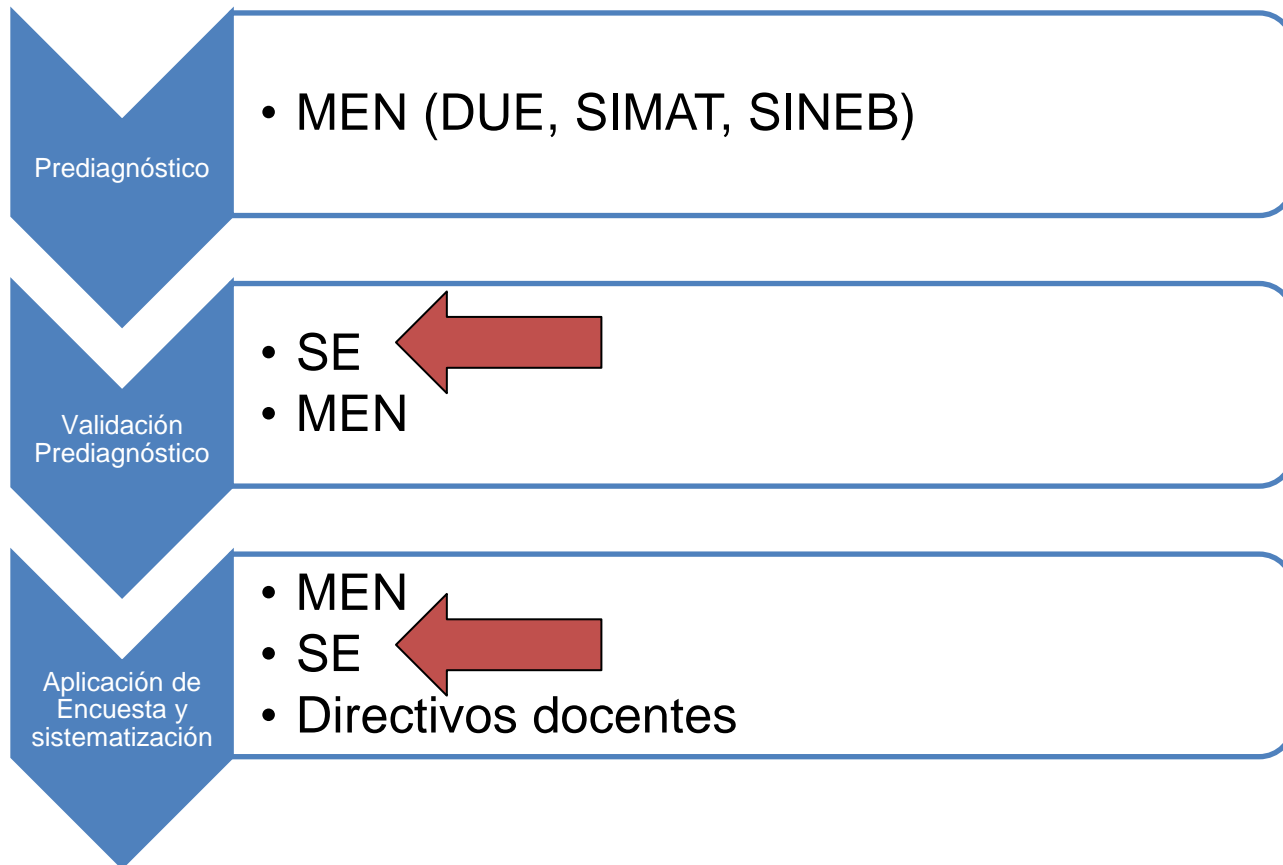 Prediagnóstico
• MEN (DUE, SIMAT, SINEB)
Validación
Prediagnóstico
• SE
• MEN
Aplicación de
Encuesta y
sistematización
• MEN
• SE
• Directivos docentes